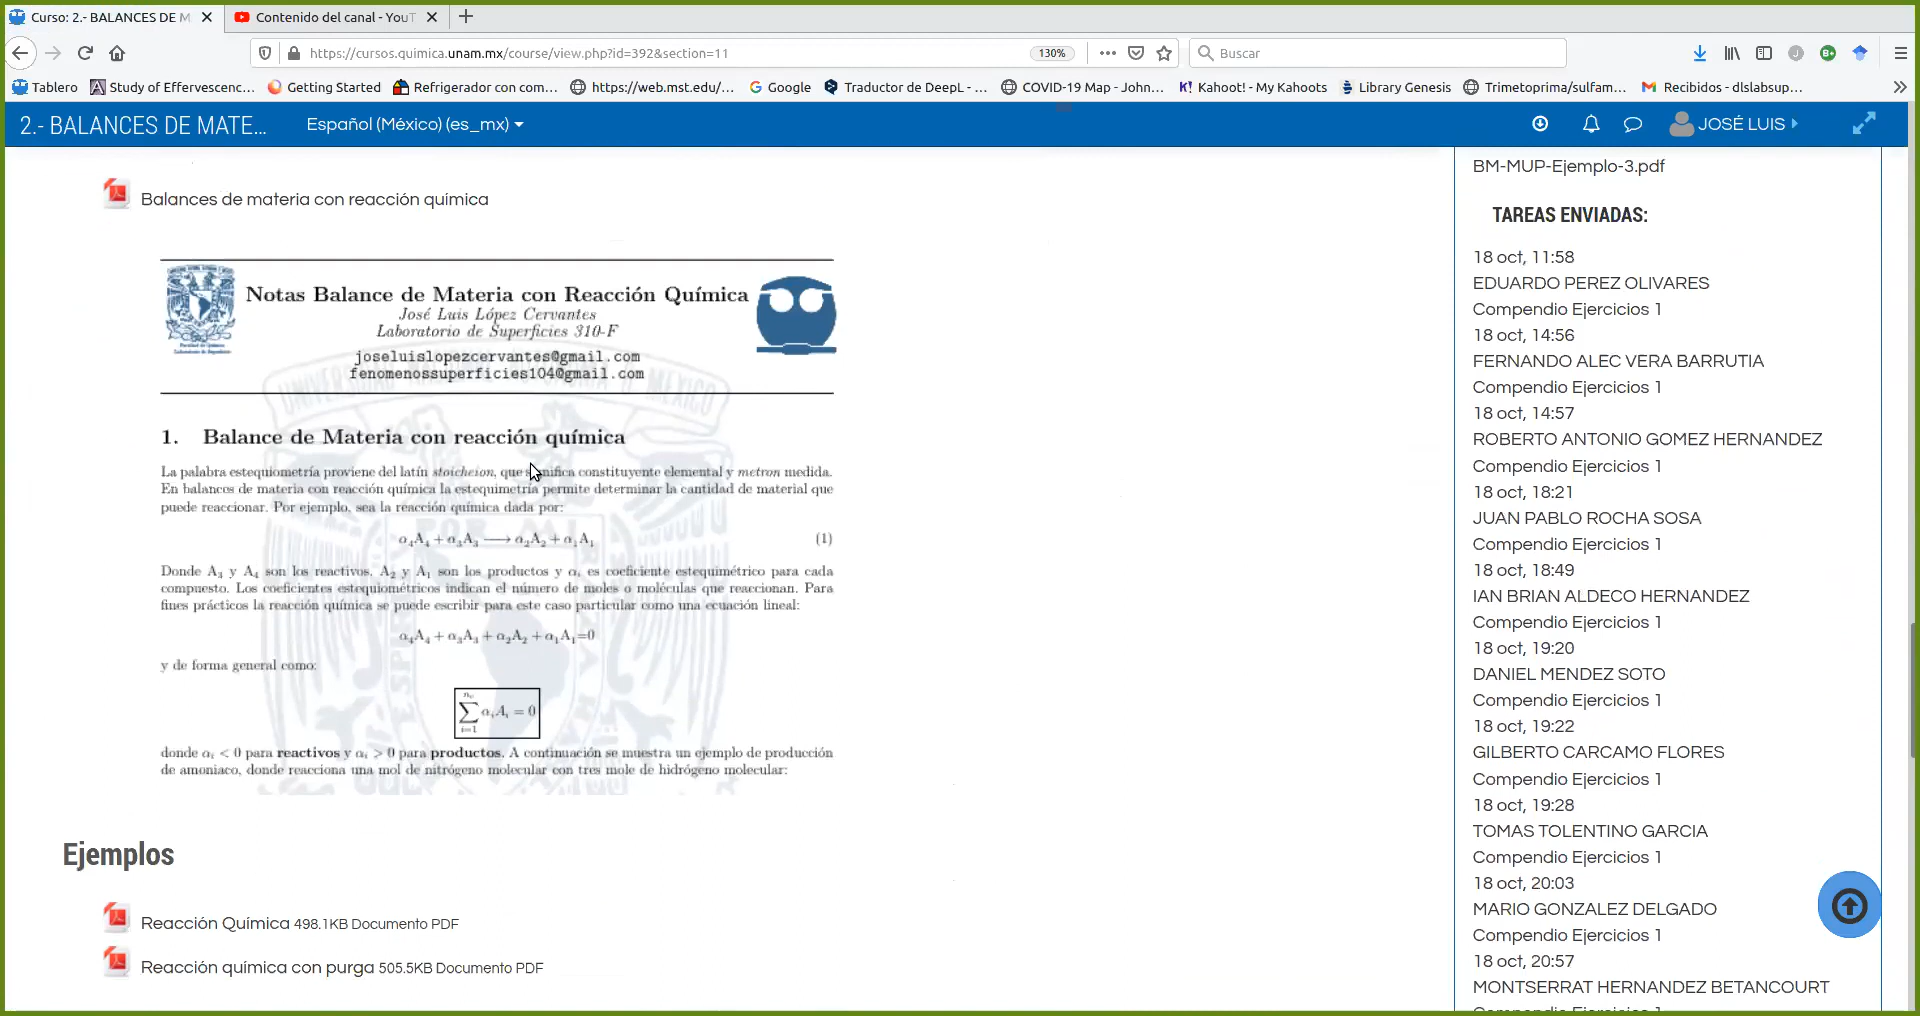 Curso: 2.- BALANCES DE M
Contenido del canal - YouT
https://cursos.quimica.unam.mx/course/view.php?id=392&section=11
130%
Buscar
Tablero
Study of Effervescenc...
Getting Started
Refrigerador con com...
https://web.mst.edu/...
Google
Traductor de DeepL - ...
COVID-19 Map - John...
Kahoot! - My Kahoots
Library Genesis
Trimetoprima/sulfam...
Recibidos - dlslabsup...
2.- BALANCES DE MATE...
Español (México) (es_mx)
JOSÉ LUIS
Balances de materia con reacción química
Notas Balance de Materia con Reacción Química
José Luis López Cervantes
Laboratorio de Superficies 310-F
joseluislopezcervantes@gmail.com
fenomenossuperficies104@gmail.com
1. Balance de Materia con reacción química
La palabra estequiometría proviene del latín stoicheion, que significa constituyente elemental y metron medida.
En balances de materia con reacción química la estequimetría permite determinar la cantidad de material que
puede reaccionar. Por ejemplo, sea la reacción química dada por:
α₄A₄ + α₃A₃ ⟶ α₂A₂ + α₁A₁ (1)
Donde A₃ y A₄ son los reactivos, A₂ y A₁ son los productos y αᵢ es coeficiente estequimétrico para cada
compuesto. Los coeficientes estequiométricos indican el número de moles o moléculas que reaccionan. Para
fines prácticos la reacción química se puede escribir para este caso particular como una ecuación lineal:
α₄A₄ + α₃A₃ + α₂A₂ + α₁A₁=0
y de forma general como:
n_c
∑ αᵢAᵢ = 0
i=1
donde αᵢ < 0 para reactivos y αᵢ > 0 para productos. A continuación se muestra un ejemplo de producción
de amoniaco, donde reacciona una mol de nitrógeno molecular con tres mole de hidrógeno molecular:
Ejemplos
Reacción Química 498.1KB Documento PDF
Reacción química con purga 505.5KB Documento PDF
BM-MUP-Ejemplo-3.pdf
TAREAS ENVIADAS:
18 oct, 11:58
EDUARDO PEREZ OLIVARES
Compendio Ejercicios 1
18 oct, 14:56
FERNANDO ALEC VERA BARRUTIA
Compendio Ejercicios 1
18 oct, 14:57
ROBERTO ANTONIO GOMEZ HERNANDEZ
Compendio Ejercicios 1
18 oct, 18:21
JUAN PABLO ROCHA SOSA
Compendio Ejercicios 1
18 oct, 18:49
IAN BRIAN ALDECO HERNANDEZ
Compendio Ejercicios 1
18 oct, 19:20
DANIEL MENDEZ SOTO
Compendio Ejercicios 1
18 oct, 19:22
GILBERTO CARCAMO FLORES
Compendio Ejercicios 1
18 oct, 19:28
TOMAS TOLENTINO GARCIA
Compendio Ejercicios 1
18 oct, 20:03
MARIO GONZALEZ DELGADO
Compendio Ejercicios 1
18 oct, 20:57
MONTSERRAT HERNANDEZ BETANCOURT